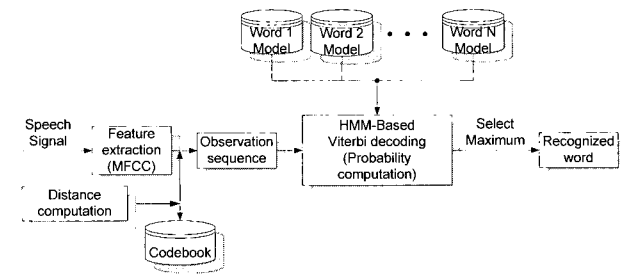 Word 1
Model
Word 2
Model
Word N
Model
Speech
Signal
Feature
extraction
(MFCC)
Observation
sequence
HMM-Based
Viterbi decoding
(Probability
computation)
Select
Maximum
Recognized
word
Distance
computation
Codebook